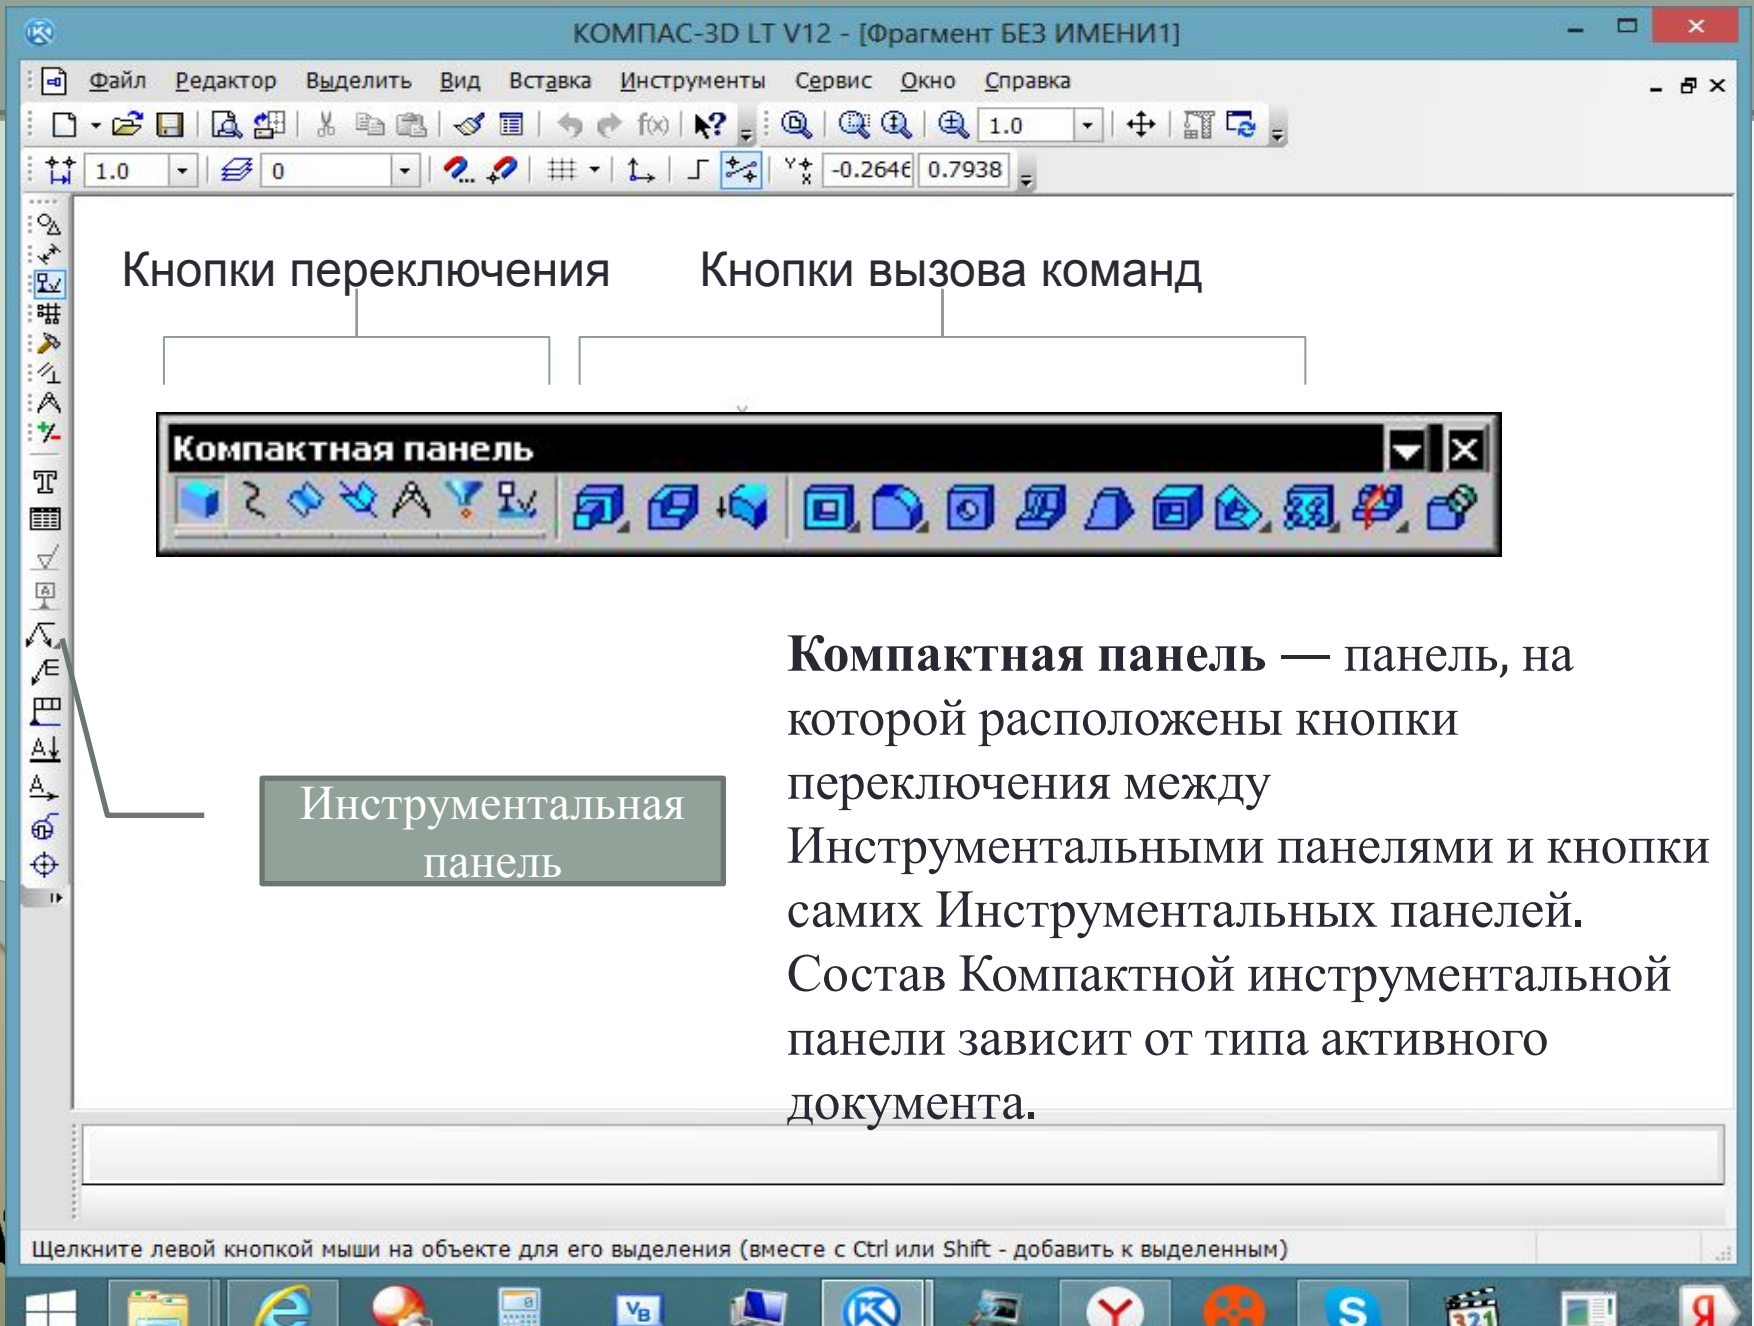 КОМПАС-3D LT V12 - [Фрагмент БЕЗ ИМЕНИ1]
Файл Редактор Выделить Вид Вставка Инструменты Сервис Окно Справка
f(x) 1.0
1.0 0 -0.2646 0.7938
Кнопки переключения Кнопки вызова команд
Компактная панель
Компактная панель — панель, на
которой расположены кнопки
переключения между
Инструментальными панелями и кнопки
самих Инструментальных панелей.
Состав Компактной инструментальной
панели зависит от типа активного
документа.
Инструментальная
панель
Щелкните левой кнопкой мыши на объекте для его выделения (вместе с Ctrl или Shift - добавить к выделенным)